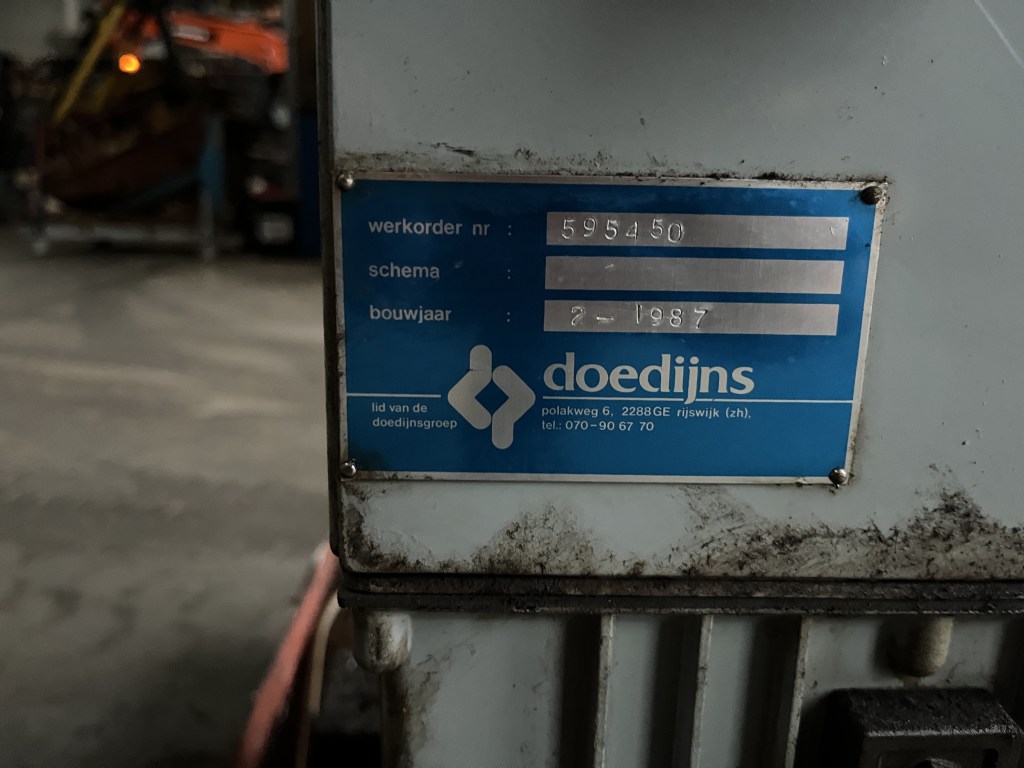 werkorder nr : 595450
schema :
bouwjaar : 2-1987
doedijns
lid van de
doedijnsgroep
polakweg 6, 2288GE rijswijk (zh),
tel.: 070-90 67 70